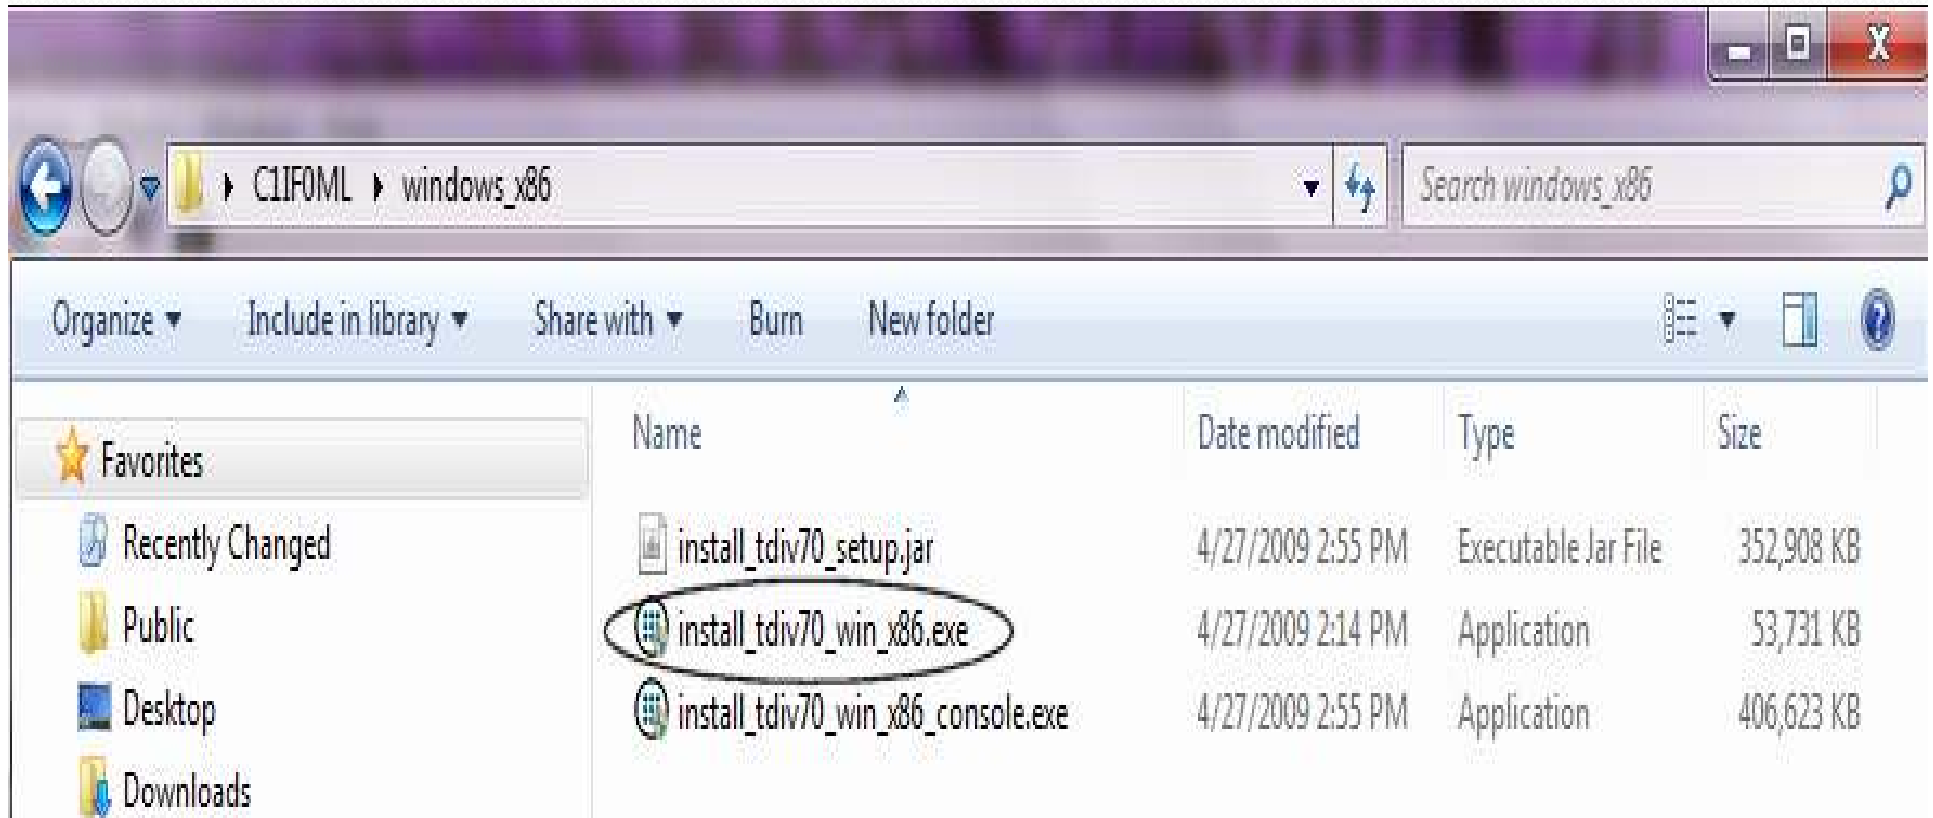 C1IF0ML windows_x86 Search windows_x86
Organize Include in library Share with Burn New folder
Name Date modified Type Size
Favorites
Recently Changed
Public
Desktop
Downloads
install_tdiv70_setup.jar 4/27/2009 2:55 PM Executable Jar File 352,908 KB
install_tdiv70_win_x86.exe 4/27/2009 2:14 PM Application 53,731 KB
install_tdiv70_win_x86_console.exe 4/27/2009 2:55 PM Application 406,623 KB